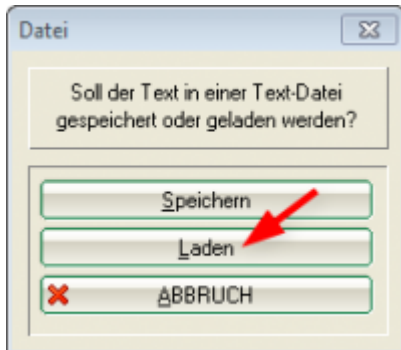 Datei
Soll der Text in einer Text-Datei
gespeichert oder geladen werden?
Speichern
Laden
ABBRUCH